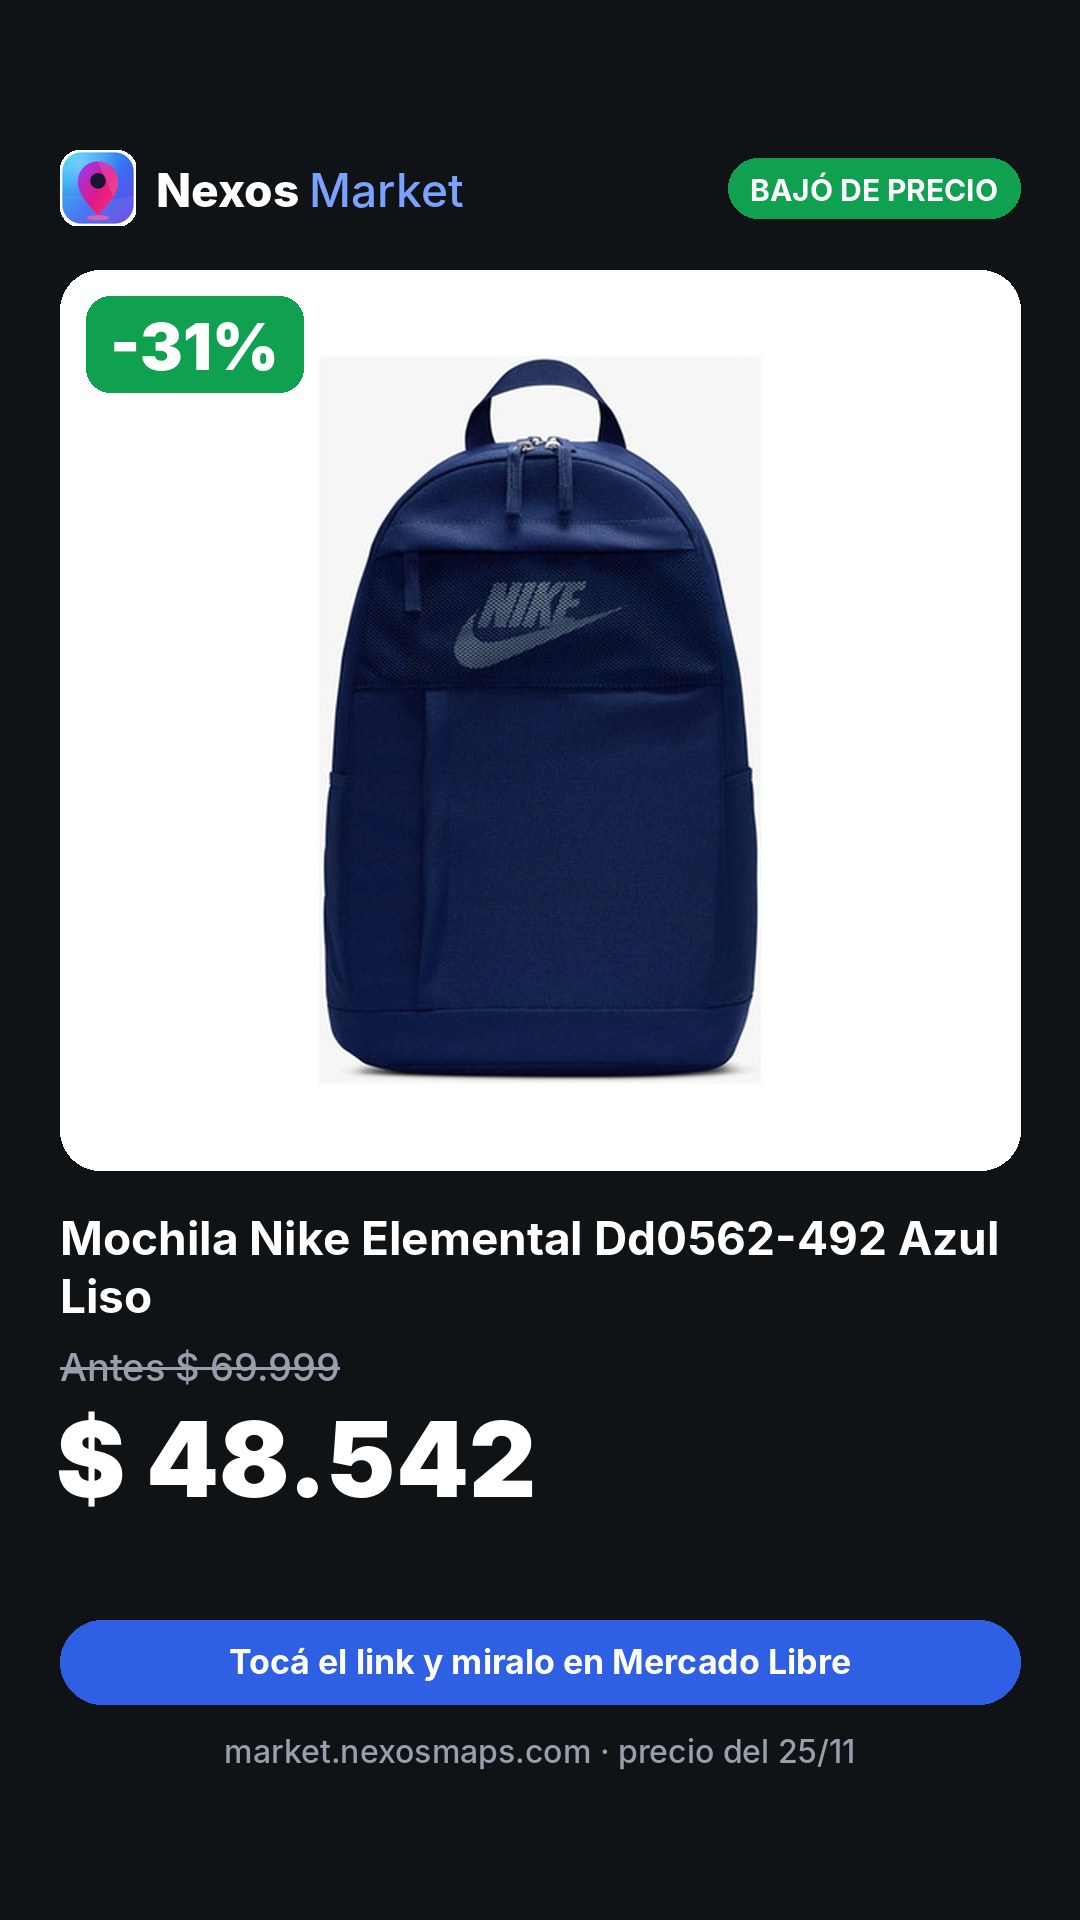 Nexos Market
BAJÓ DE PRECIO
-31%
NIKE
Mochila Nike Elemental Dd0562-492 Azul
Liso
Antes $ 69.999
$ 48.542
Tocá el link y miralo en Mercado Libre
market.nexosmaps.com · precio del 25/11